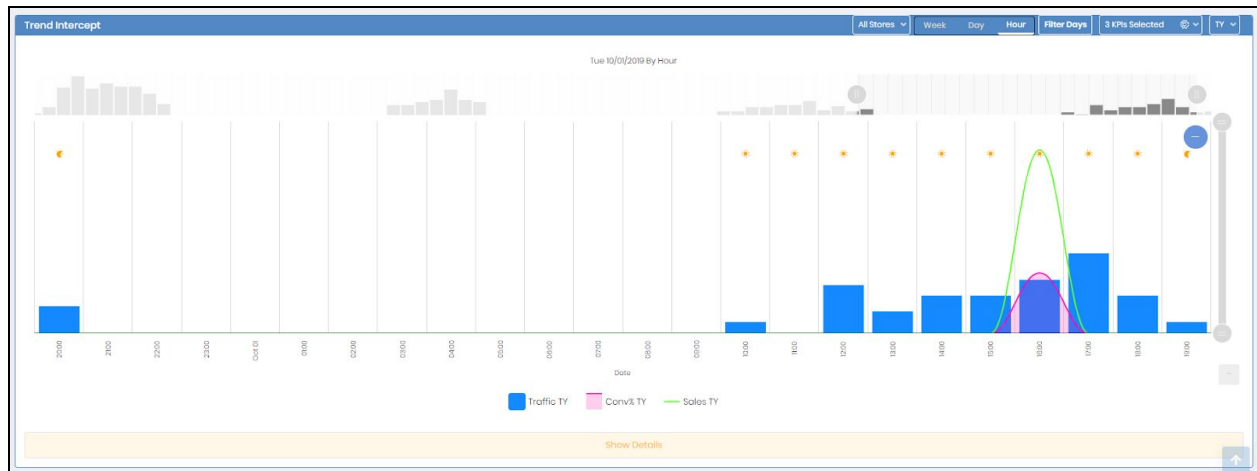 Trend Intercept
All Stores
Week Day Hour
Filter Days
3 KPIs Selected
TY
Tue 10/01/2019 By Hour
20:00 21:00 22:00 23:00 Oct 01 01:00 02:00 03:00 04:00 05:00 06:00 07:00 08:00 09:00 10:00 11:00 12:00 13:00 14:00 15:00 16:00 17:00 18:00 19:00
Date
Traffic TY Conv% TY Sales TY
Show Details